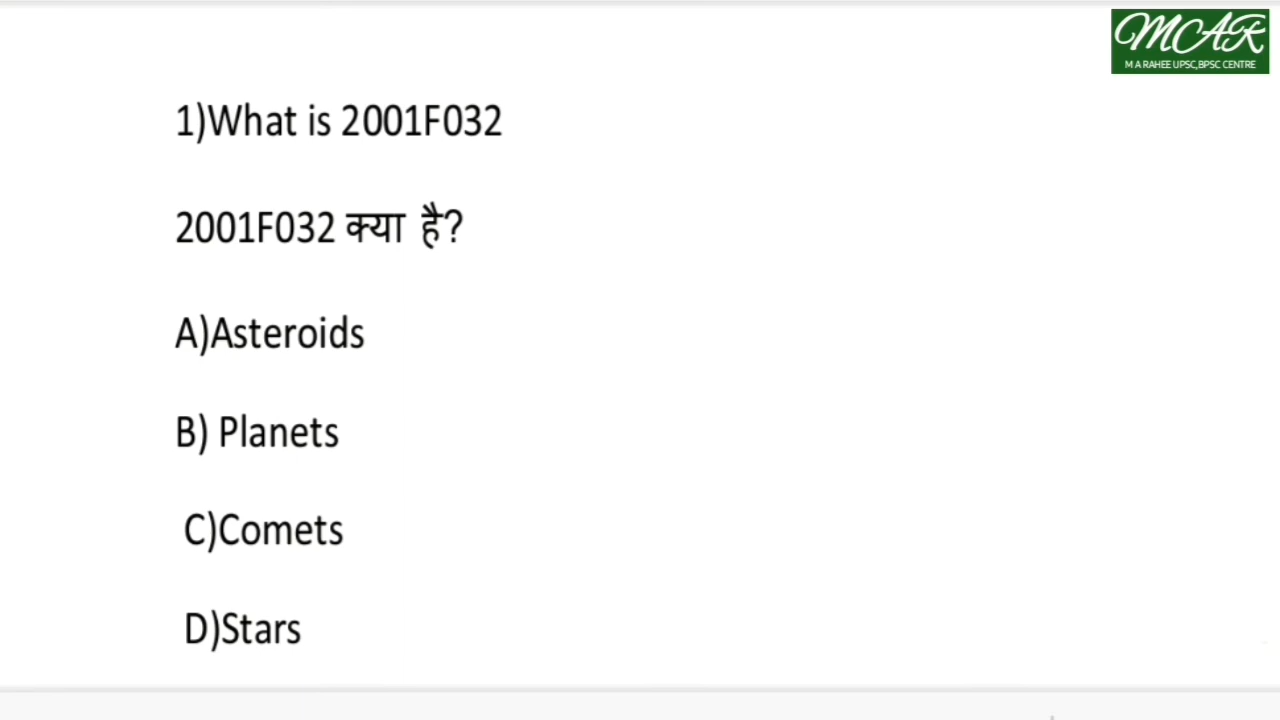 MCAR
M A RAHEE UPSC,BPSC CENTRE
1)What is 2001F032
2001F032 क्या है?
A)Asteroids
B) Planets
C)Comets
D)Stars